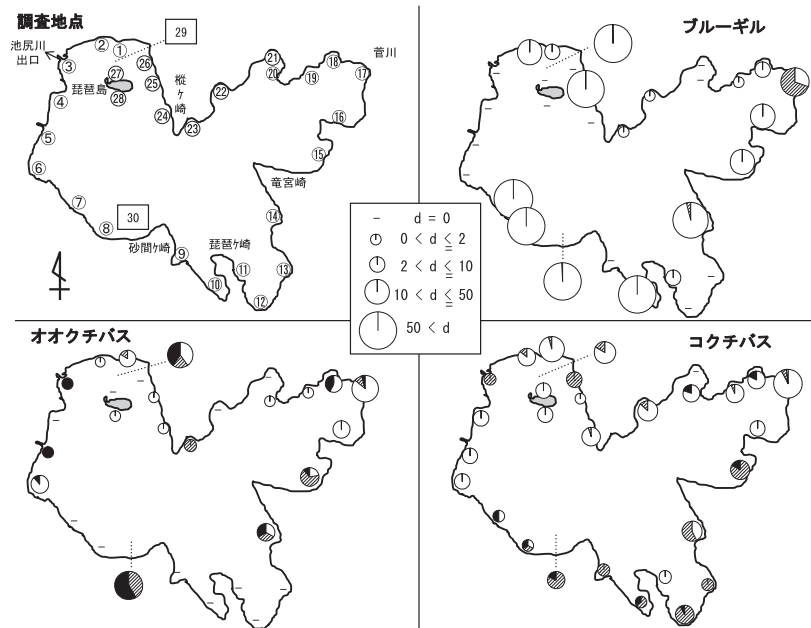 調査地点
29
池尻川
出口
②
①
③
26
27
25
琵琶島
28
樅ケ崎
④
24
23
22
21
20
19
18
17
菅川
16
15
⑤
⑥
⑦
⑧
30
竜宮崎
14
砂間ケ崎
琵琶ケ崎
⑨
⑩
⑪
⑫
⑬
ブルーギル
− d = 0
0 < d ≦ 2
2 < d ≦ 10
10 < d ≦ 50
50 < d
オオクチバス
コクチバス